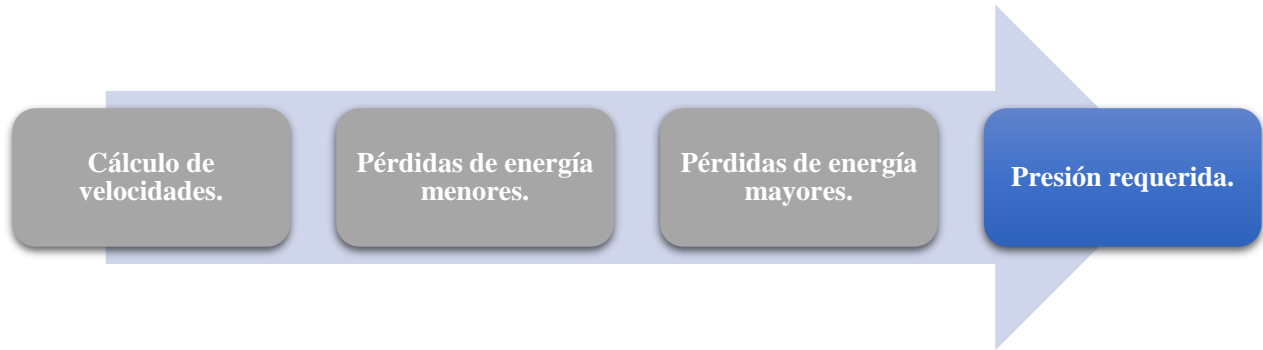 Cálculo de
velocidades.
Pérdidas de energía
menores.
Pérdidas de energía
mayores.
Presión requerida.